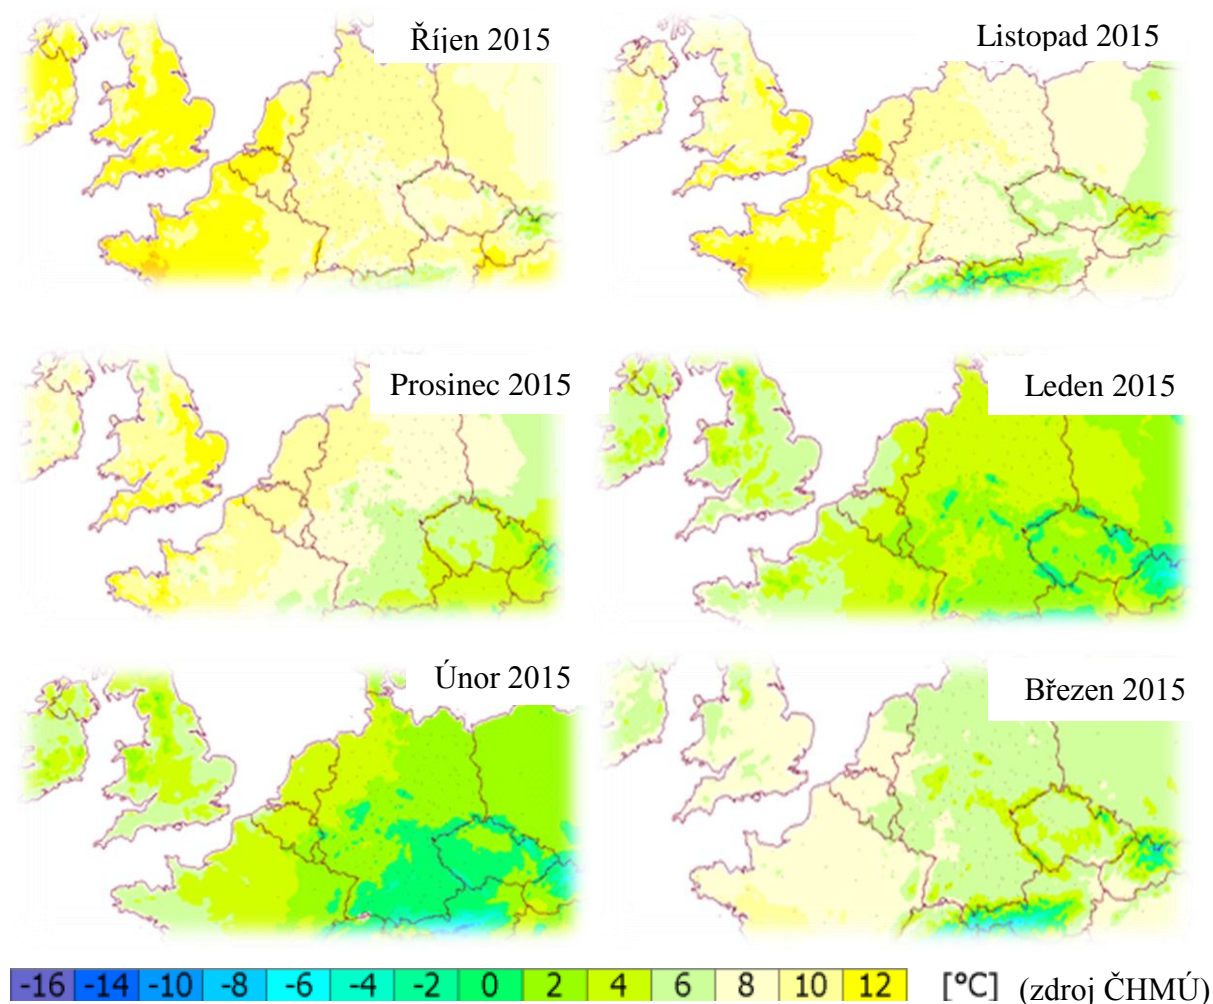 Říjen 2015
Listopad 2015
Prosinec 2015
Leden 2015
Únor 2015
Březen 2015
-16 -14 -10 -8 -6 -4 -2 0 2 4 6 8 10 12 [°C] (zdroj ČHMÚ)